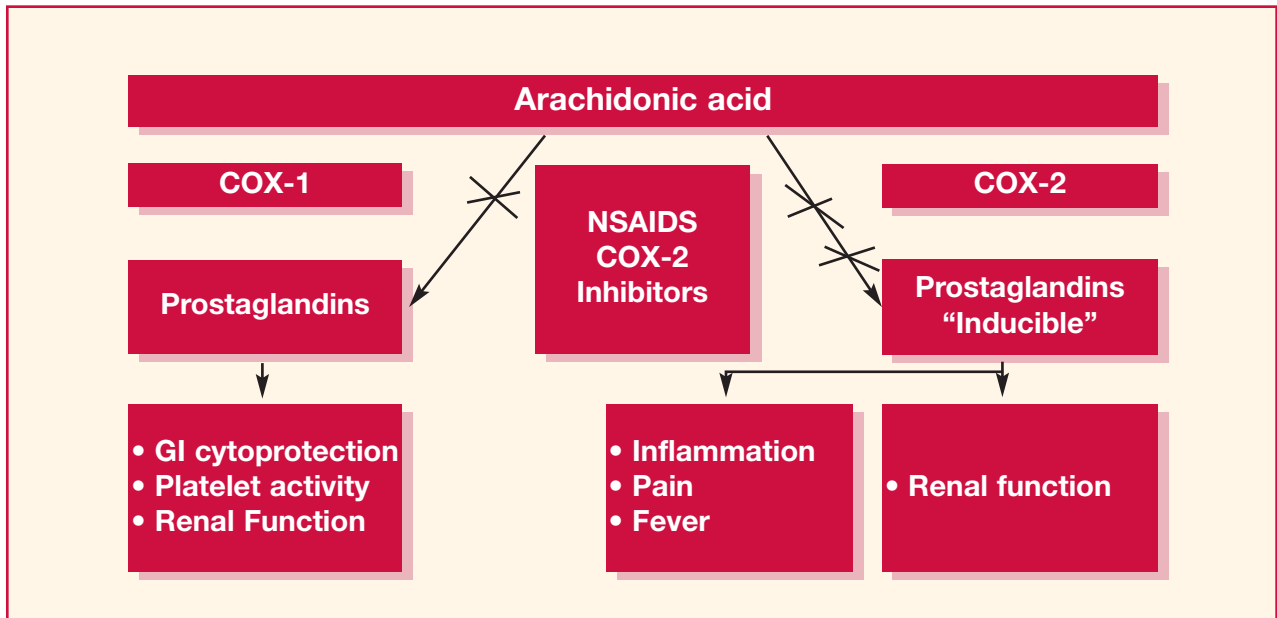 Arachidonic acid
COX-1
NSAIDS
COX-2
Inhibitors
COX-2
Prostaglandins
Prostaglandins
“Inducible”
• GI cytoprotection
• Platelet activity
• Renal Function
• Inflammation
• Pain
• Fever
• Renal function